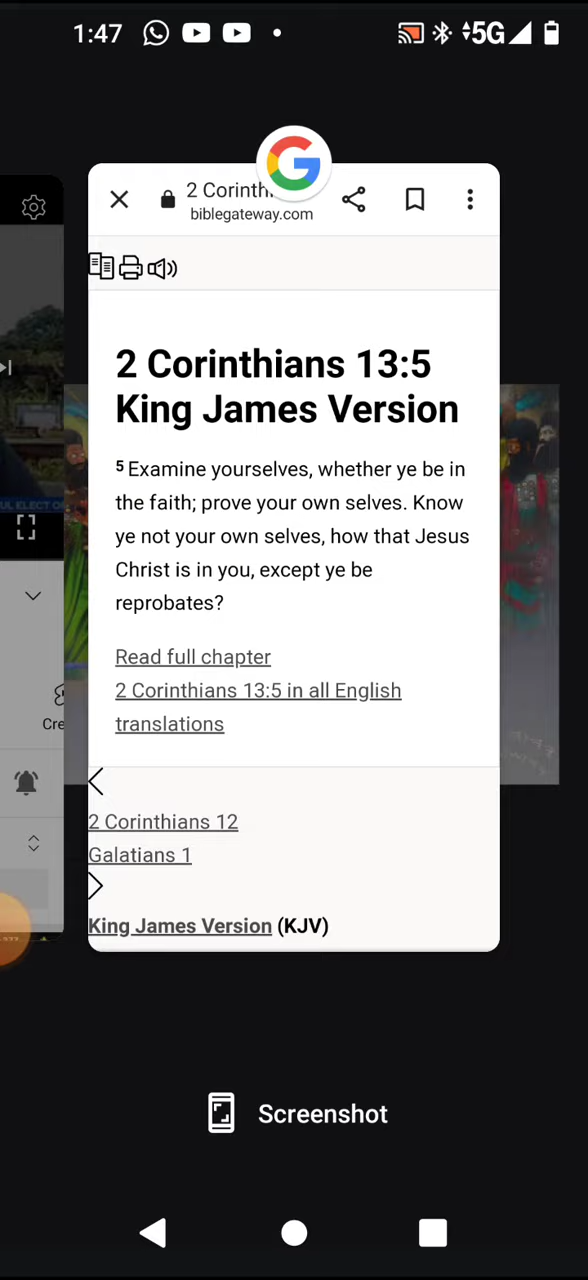 1:47
5G
2 Corinth
biblegateway.com
2 Corinthians 13:5
King James Version
5 Examine yourselves, whether ye be in
the faith; prove your own selves. Know
ye not your own selves, how that Jesus
Christ is in you, except ye be
reprobates?
Read full chapter
2 Corinthians 13:5 in all English
translations
Cre
2 Corinthians 12
Galatians 1
King James Version (KJV)
Screenshot